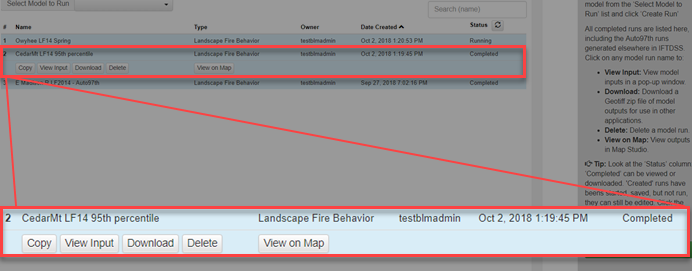 Select Model to Run
Search (name)
model from the 'Select Model to
Run' list and click 'Create Run'
# Name Type Owner Date Created Status
1 Owyhee LF14 Spring Landscape Fire Behavior testblmadmin Oct 2, 2018 1:20:53 PM Running
2 CedarMt LF14 95th percentile Landscape Fire Behavior testblmadmin Oct 2, 2018 1:19:45 PM Completed
Copy View Input Download Delete View on Map
LF2014 - Auto97th Landscape Fire Behavior testblmadmin Sep 27, 2018 7:02:16 PM Completed
All completed runs are listed here,
including the Auto97th runs
generated elsewhere in IFTDSS.
Click on any model run name to:
• View Input: View model
inputs in a pop-up window
• Download: Download a
Geotiff zip file of model
outputs for use in other
applications.
• Delete: Delete a model run
• View on Map: View outputs
in Map Studio
Tip: Look at the 'Status' column
'Completed' can be viewed or
downloaded. 'Created' runs have
been started, saved, but not run,
they can still be edited. Click the
2 CedarMt LF14 95th percentile Landscape Fire Behavior testblmadmin Oct 2, 2018 1:19:45 PM Completed
Copy View Input Download Delete View on Map